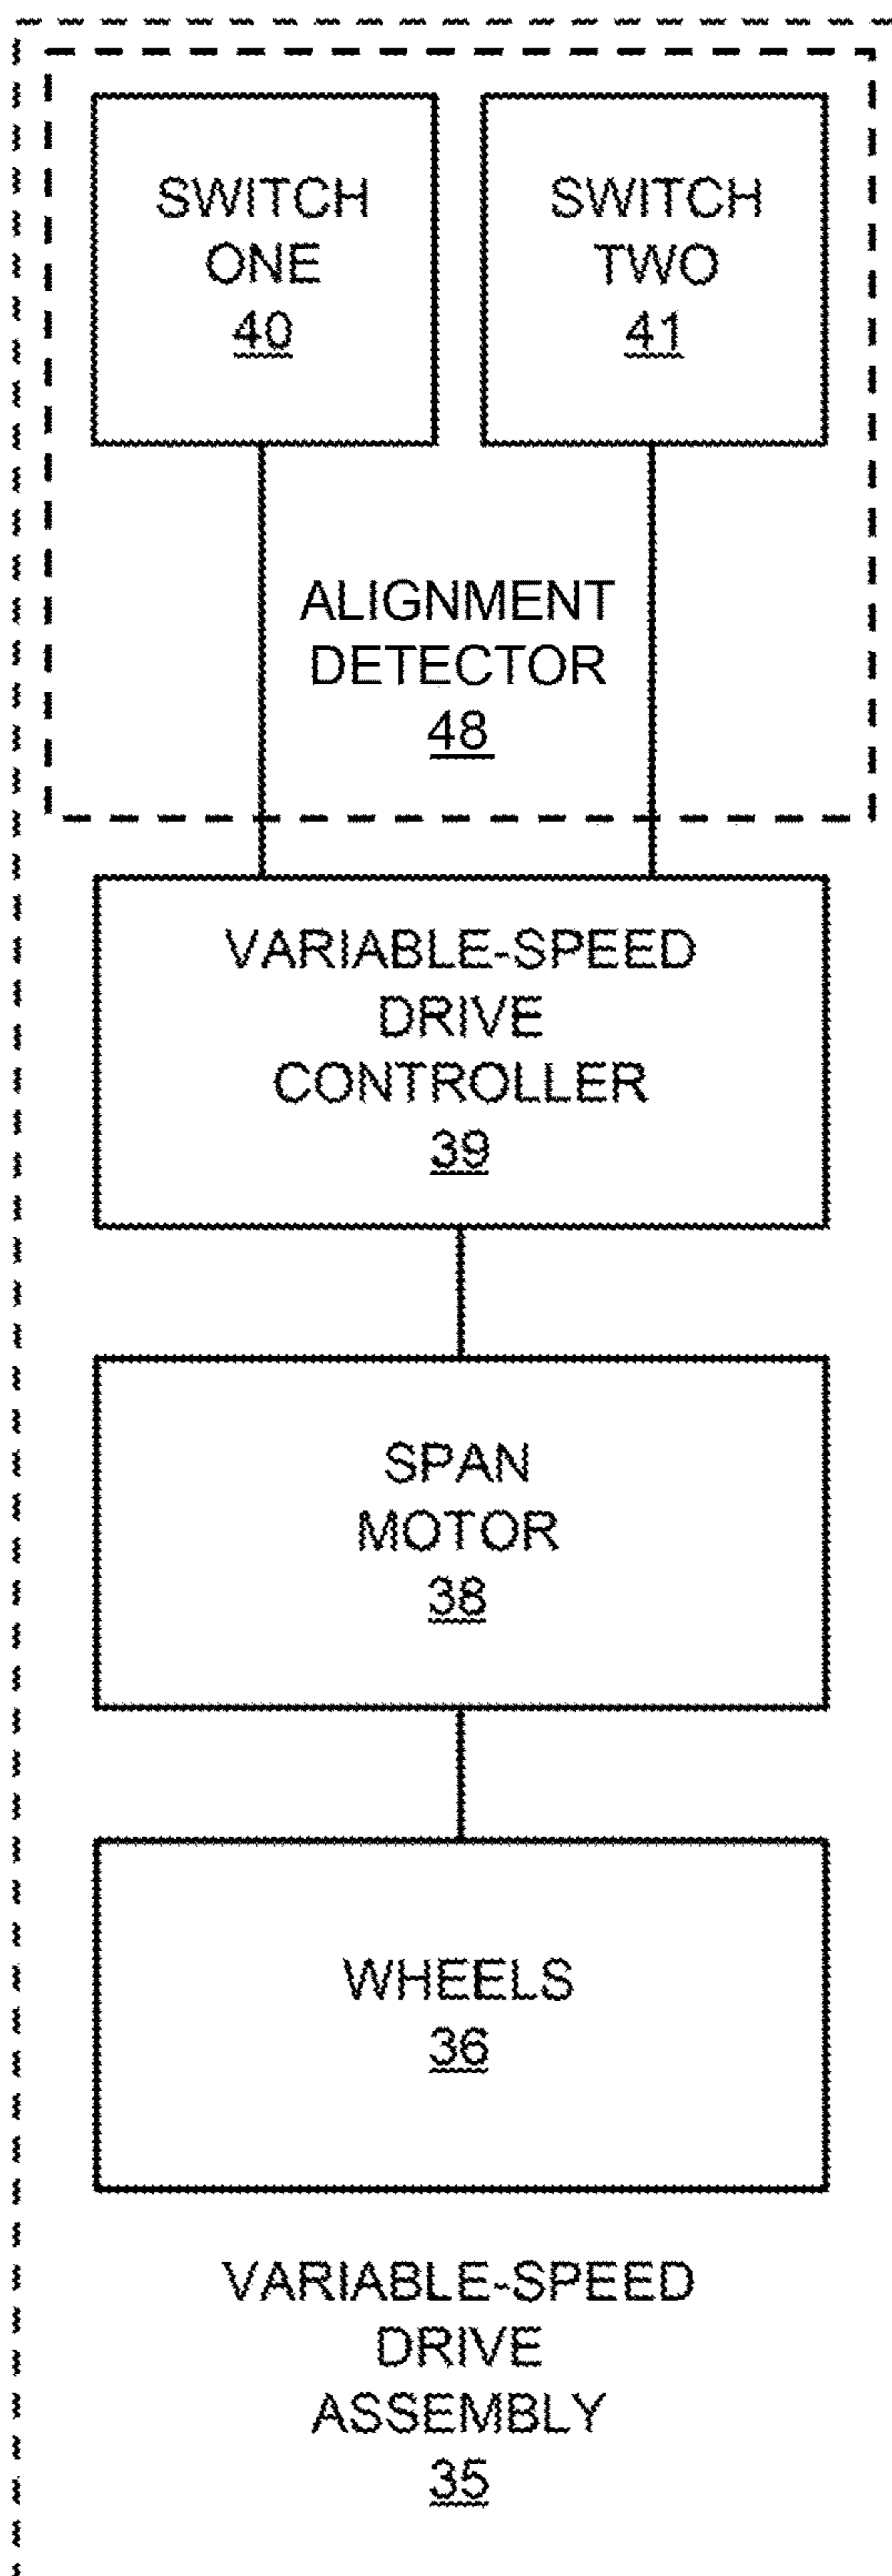 SWITCH
ONE
40
SWITCH
TWO
41
ALIGNMENT
DETECTOR
48
VARIABLE-SPEED
DRIVE
CONTROLLER
39
SPAN
MOTOR
38
WHEELS
36
VARIABLE-SPEED
DRIVE
ASSEMBLY
35